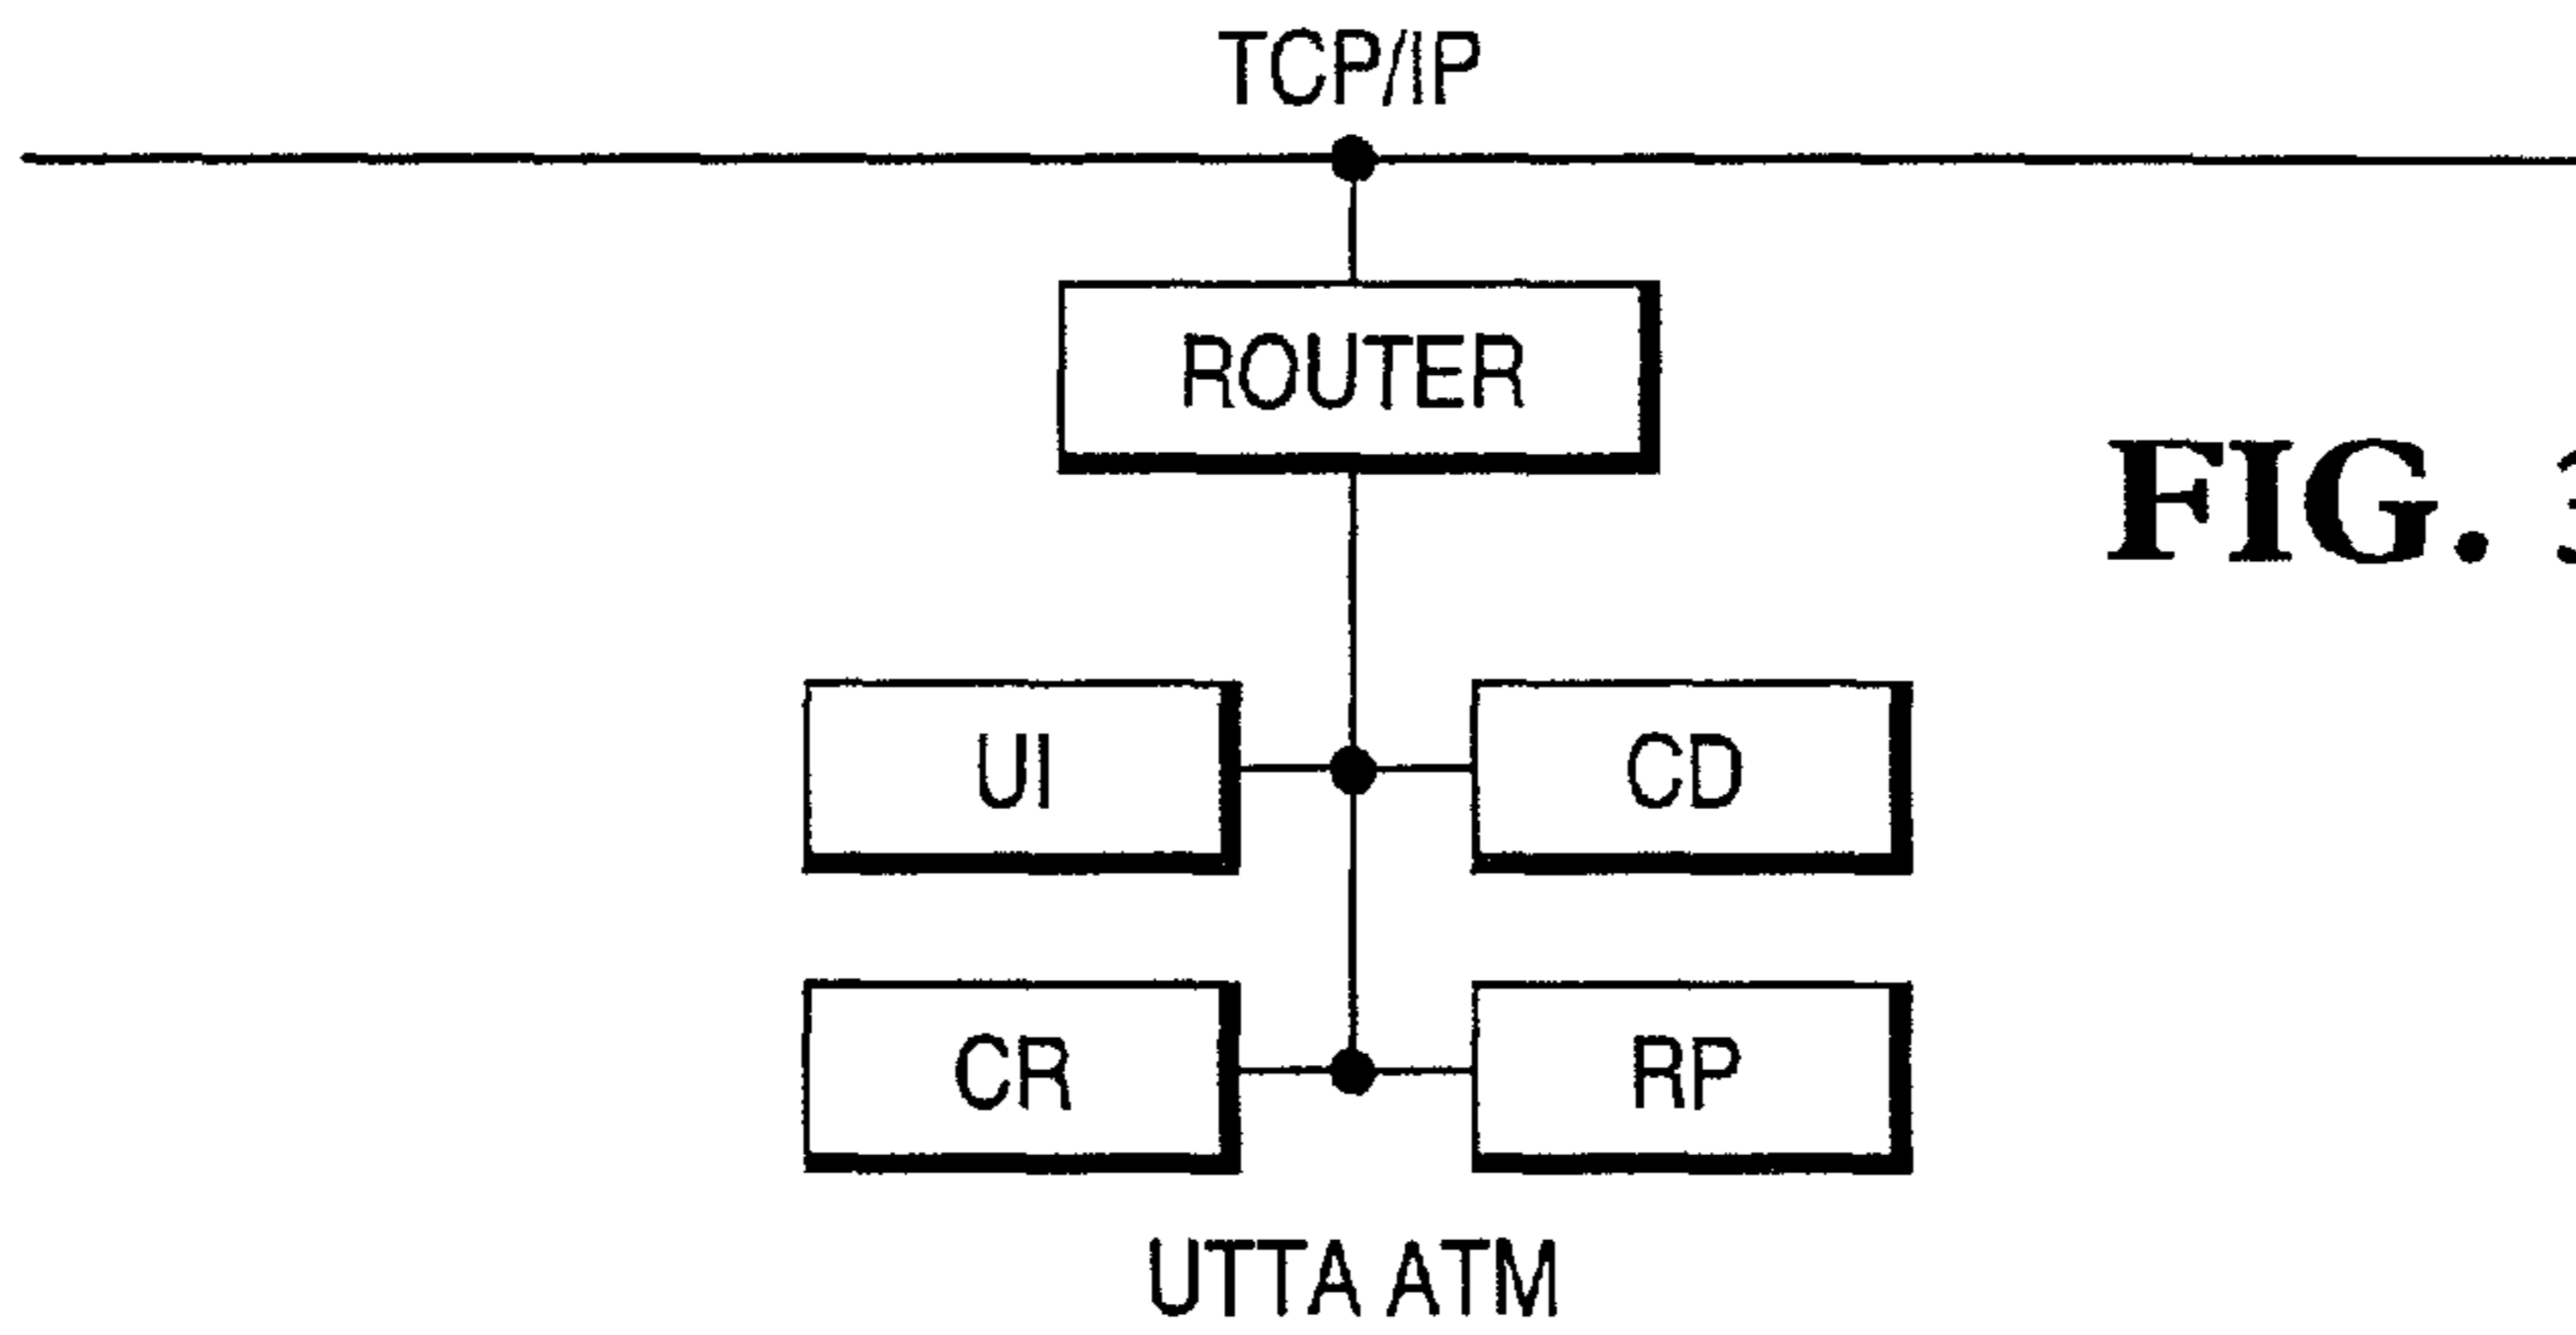 TCP/IP
ROUTER
FIG. 3
UI
CD
CR
RP
UTTA ATM